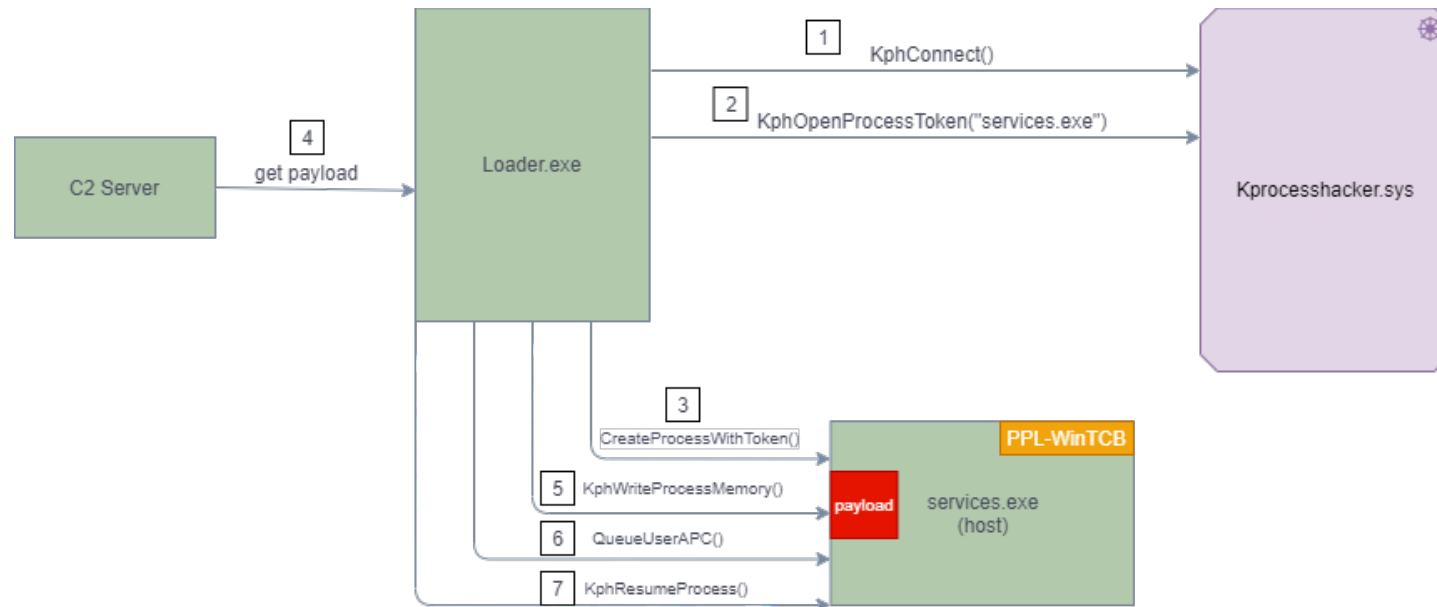 1
KphConnect()
2
KphOpenProcessToken("services.exe")
4
get payload
C2 Server
Loader.exe
Kprocesshacker.sys
3
CreateProcessWithToken()
PPL-WinTCB
5
KphWriteProcessMemory()
payload
services.exe
(host)
6
QueueUserAPC()
7
KphResumeProcess()